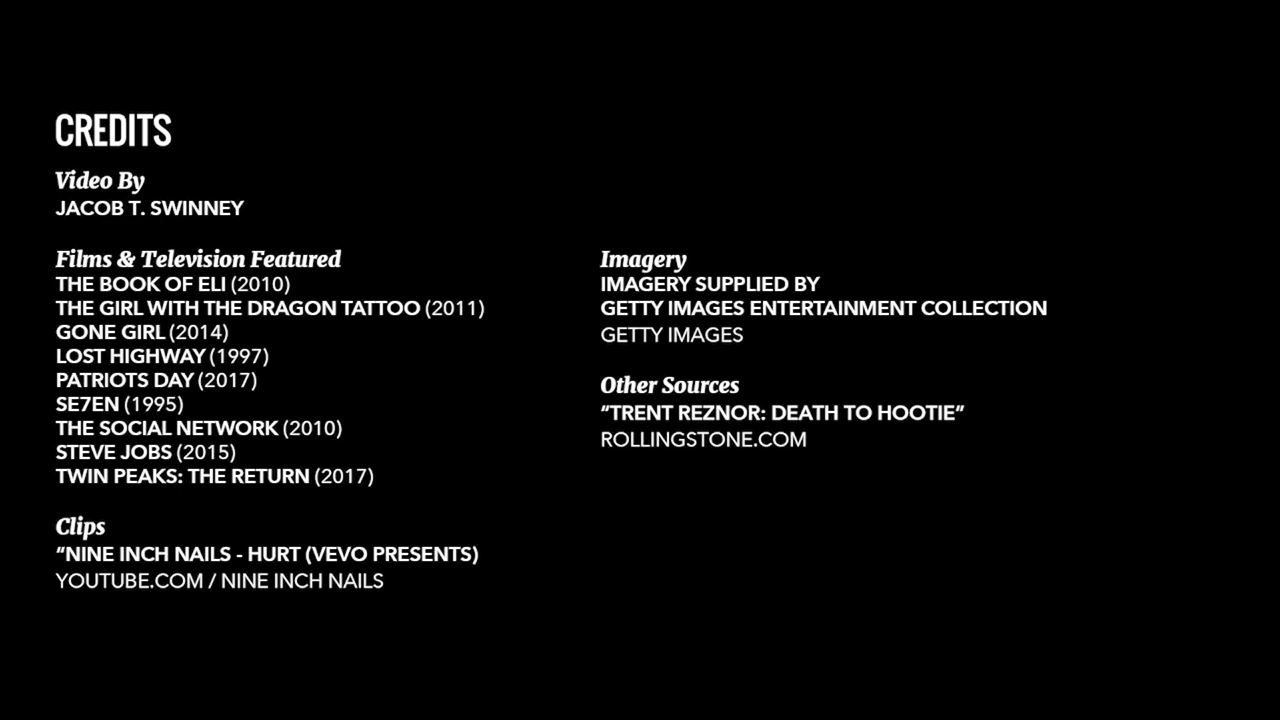 CREDITS
Video By
JACOB T. SWINNEY
Films & Television Featured
THE BOOK OF ELI (2010)
THE GIRL WITH THE DRAGON TATTOO (2011)
GONE GIRL (2014)
LOST HIGHWAY (1997)
PATRIOTS DAY (2017)
SE7EN (1995)
THE SOCIAL NETWORK (2010)
STEVE JOBS (2015)
TWIN PEAKS: THE RETURN (2017)
Clips
“NINE INCH NAILS - HURT (VEVO PRESENTS)
YOUTUBE.COM / NINE INCH NAILS
Imagery
IMAGERY SUPPLIED BY
GETTY IMAGES ENTERTAINMENT COLLECTION
GETTY IMAGES
Other Sources
“TRENT REZNOR: DEATH TO HOOTIE”
ROLLINGSTONE.COM